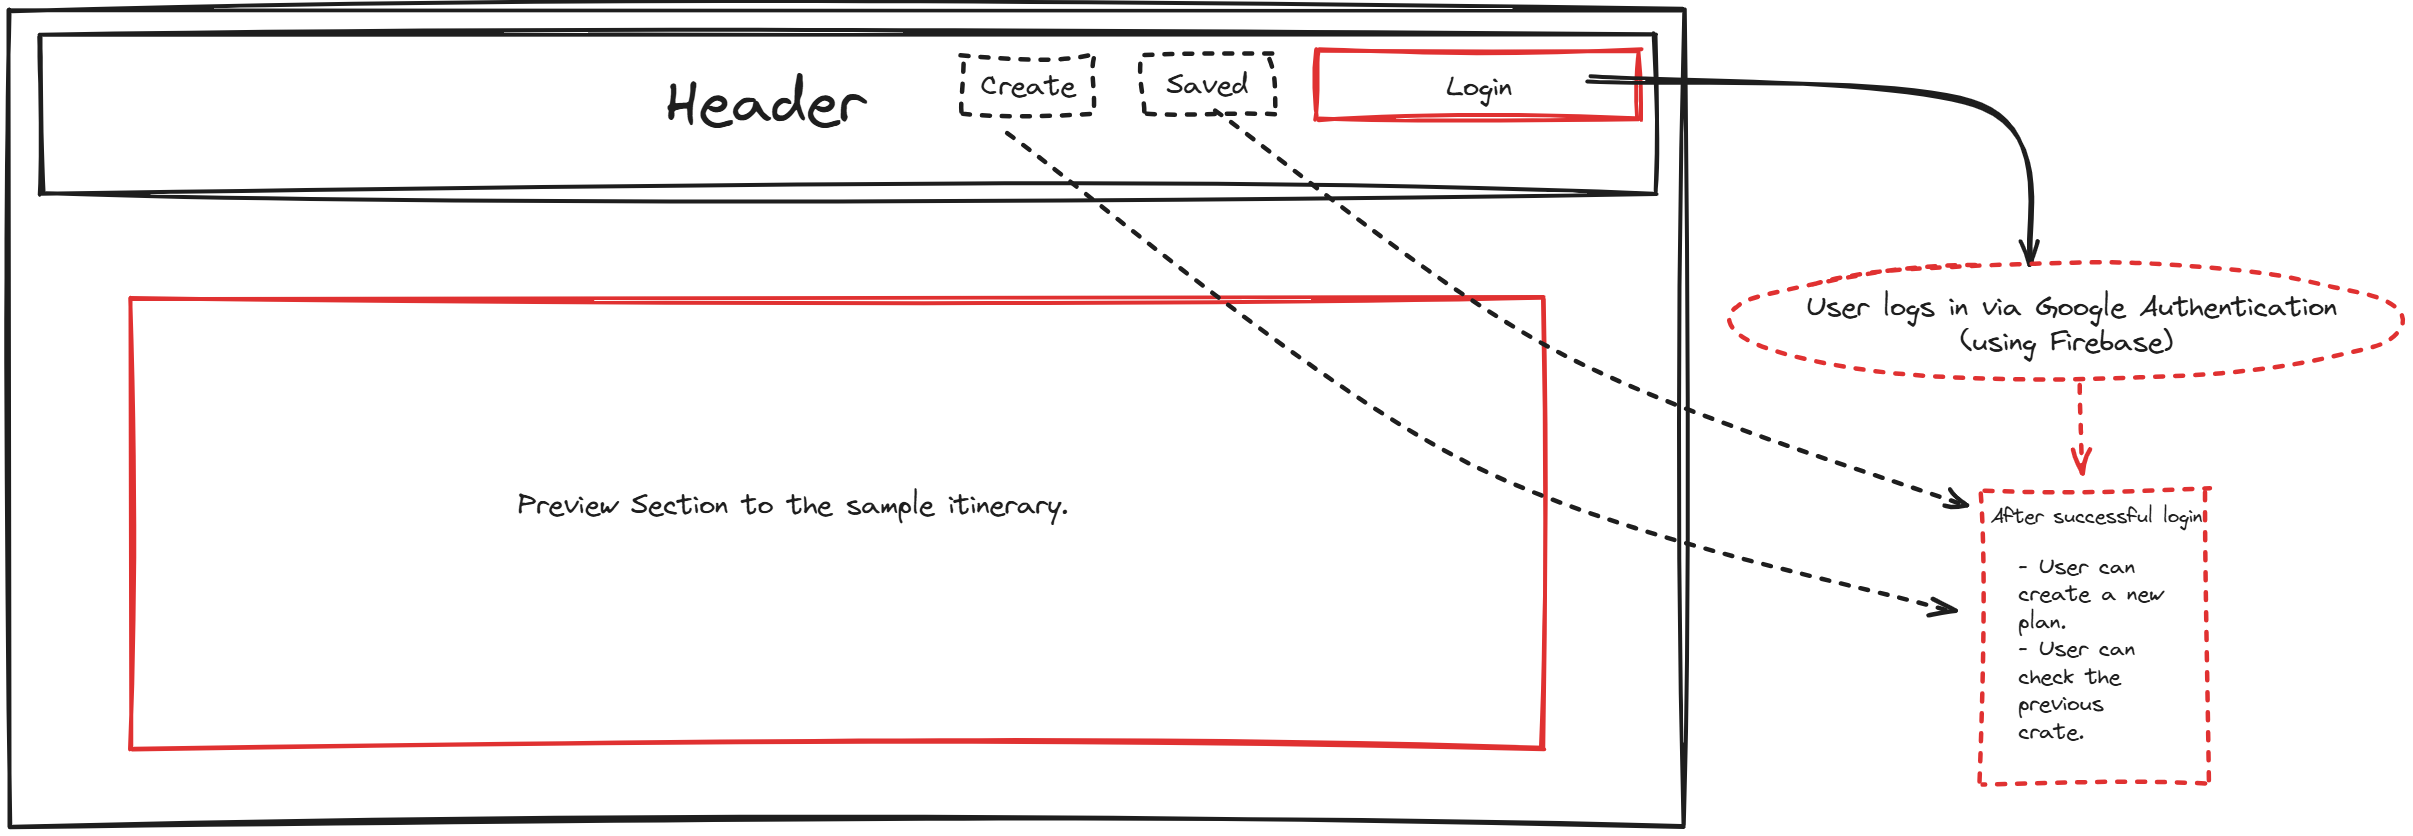 Header
Create
Saved
Login
User logs in via Google Authentication
(using Firebase)
Preview Section to the sample itinerary.
After successful login
- User can
create a new
plan.
- User can
check the
previous
crate.